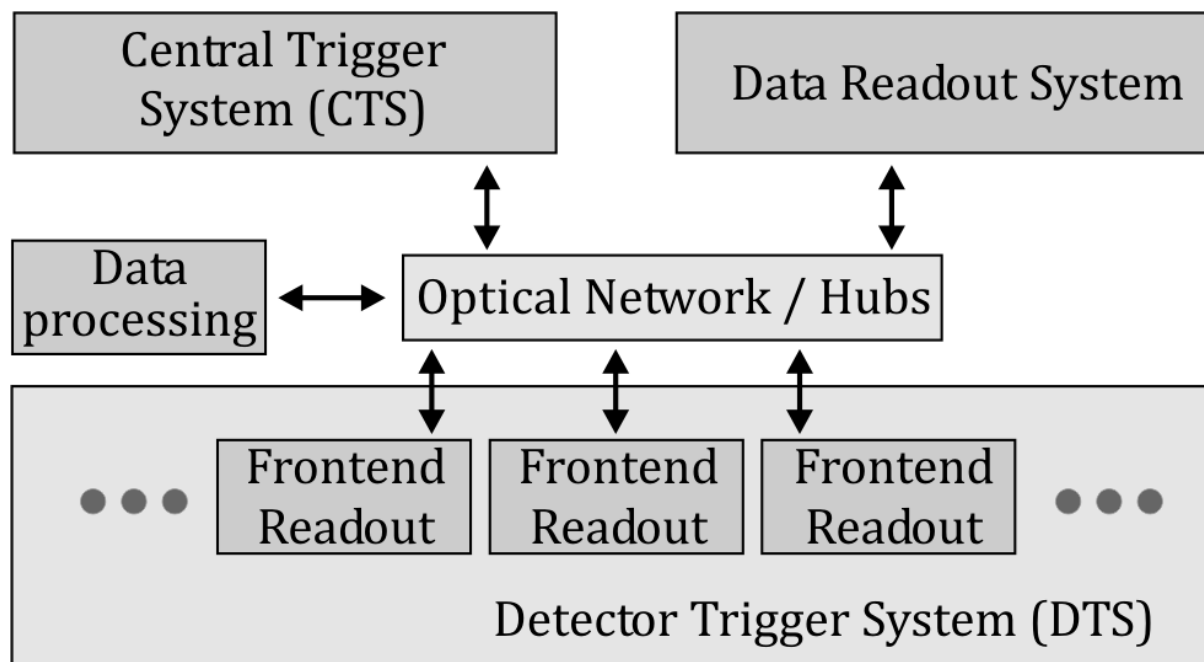 Central Trigger
System (CTS)
Data Readout System
Data
processing
Optical Network / Hubs
Frontend
Readout
Frontend
Readout
Frontend
Readout
Detector Trigger System (DTS)